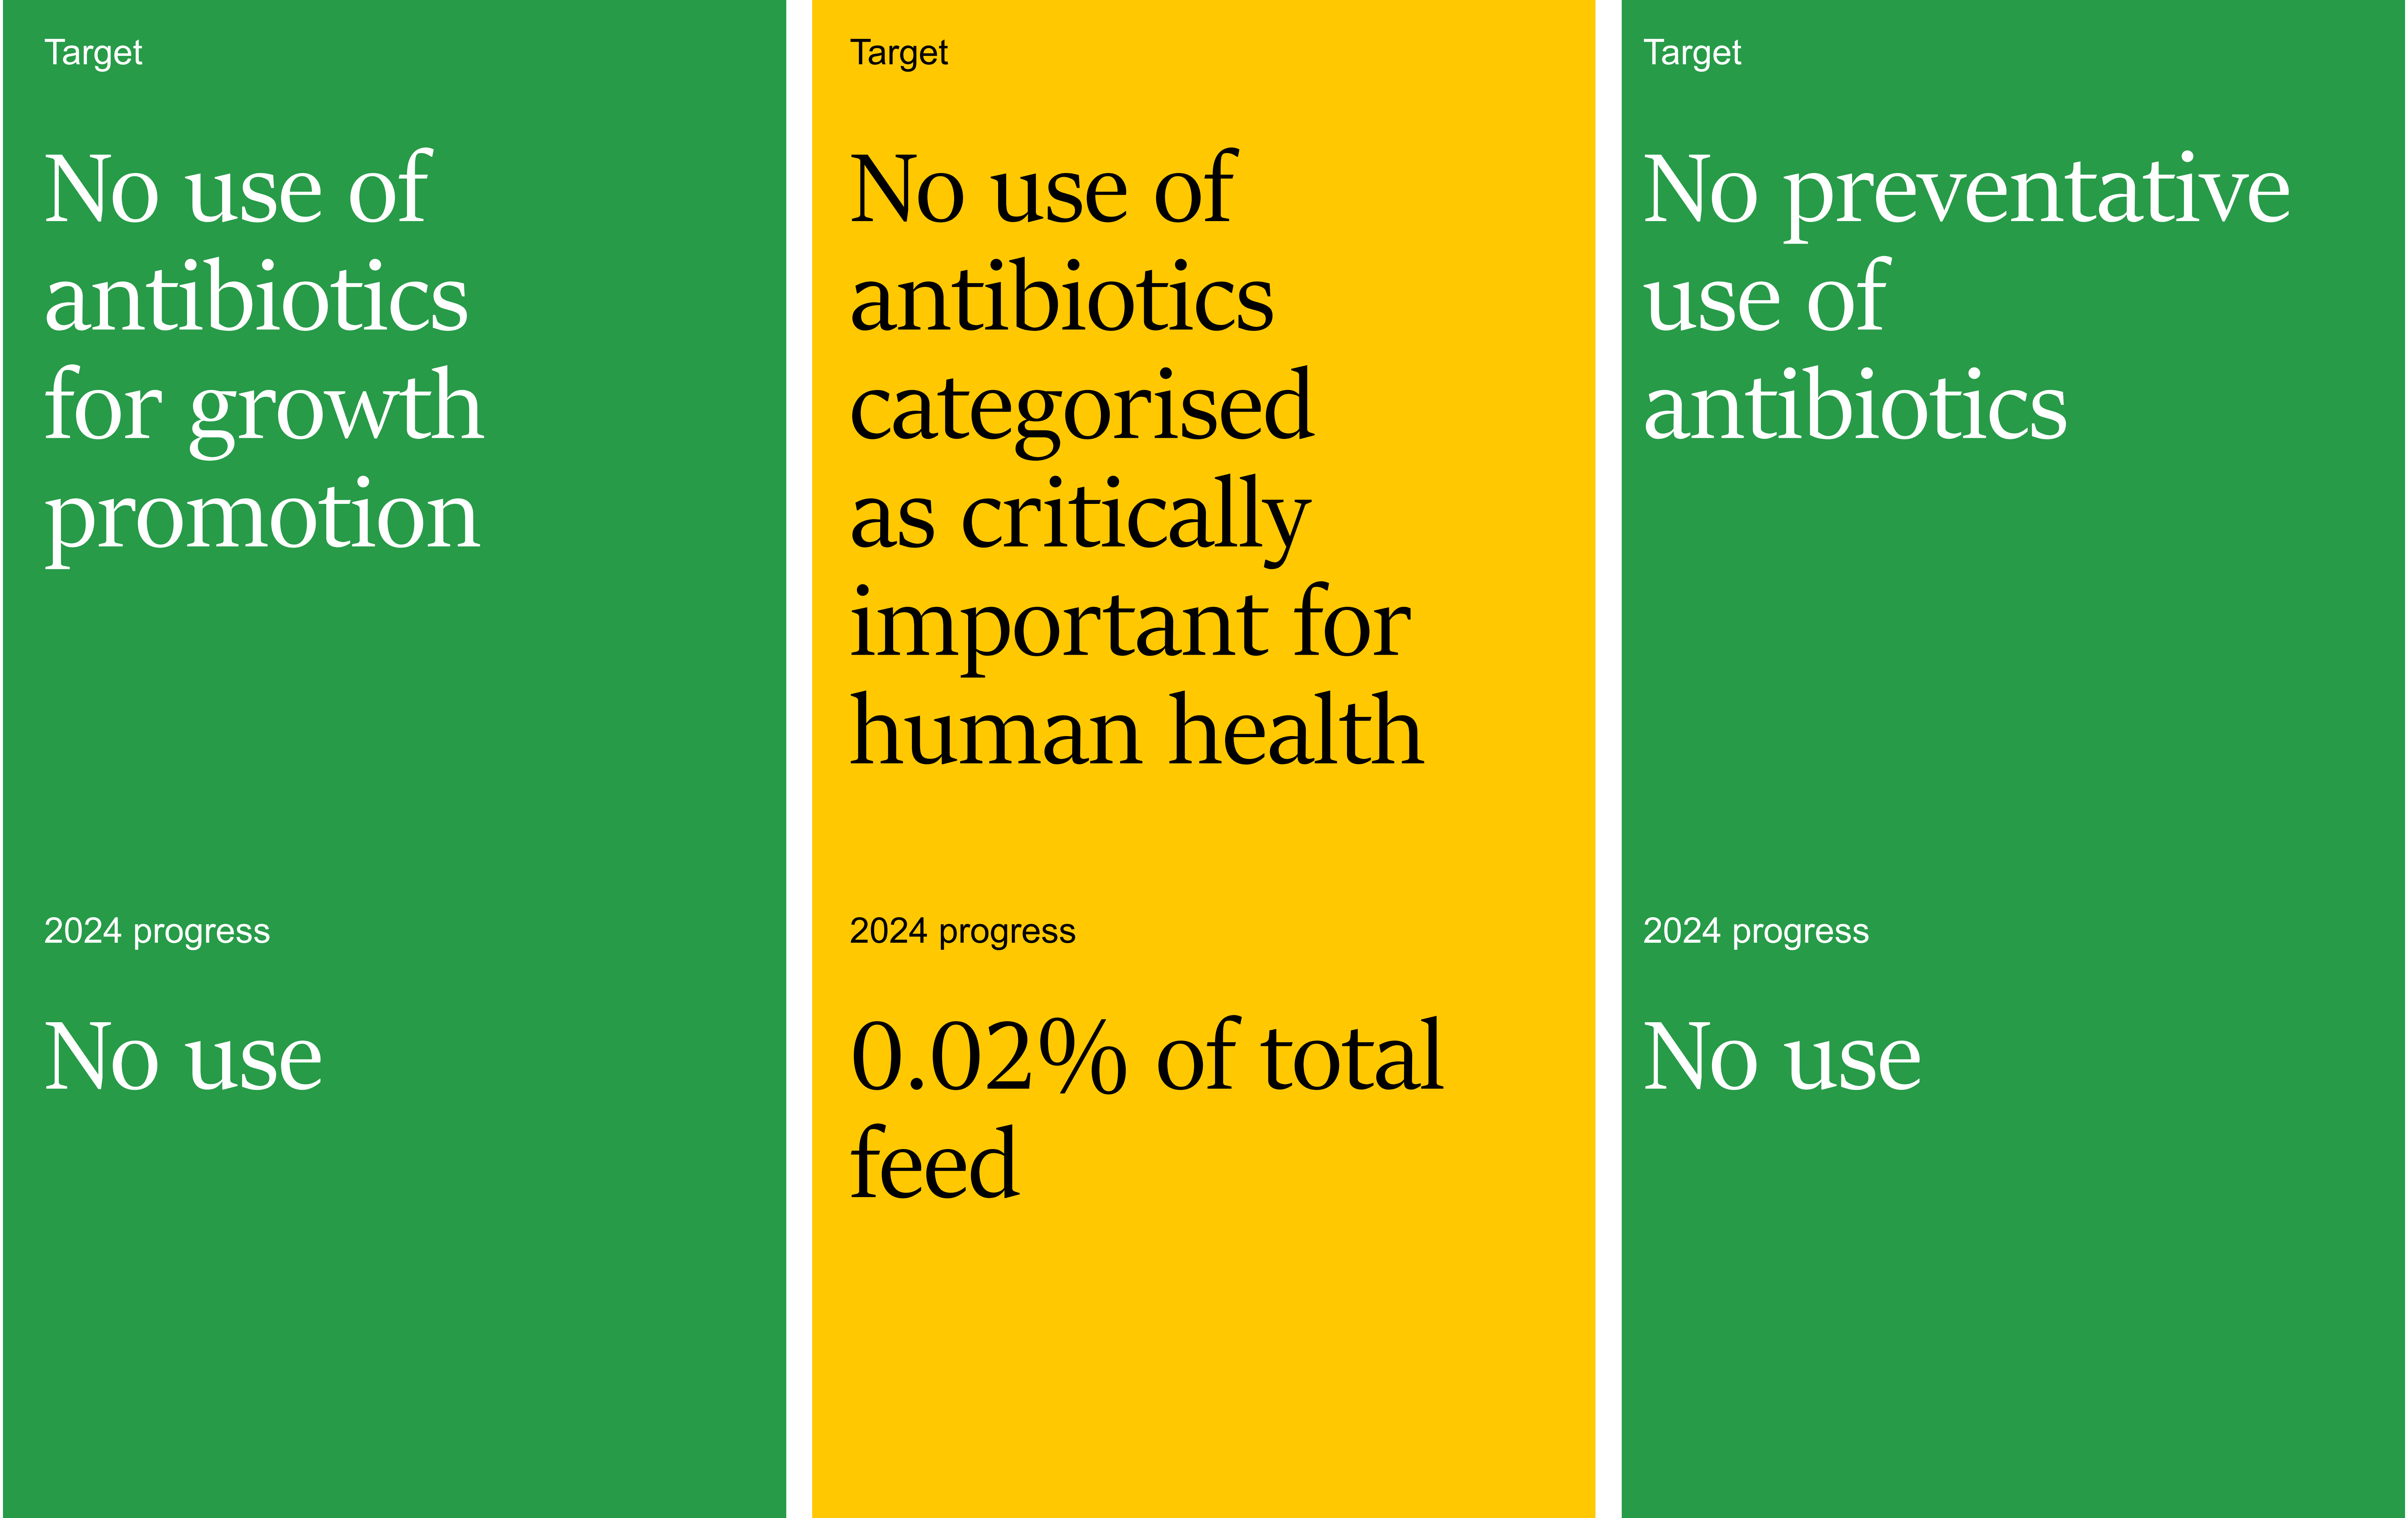 Target
No use of
antibiotics
for growth
promotion
2024 progress
No use
Target
No use of
antibiotics
categorised
as critically
important for
human health
2024 progress
0.02% of total
feed
Target
No preventative
use of
antibiotics
2024 progress
No use